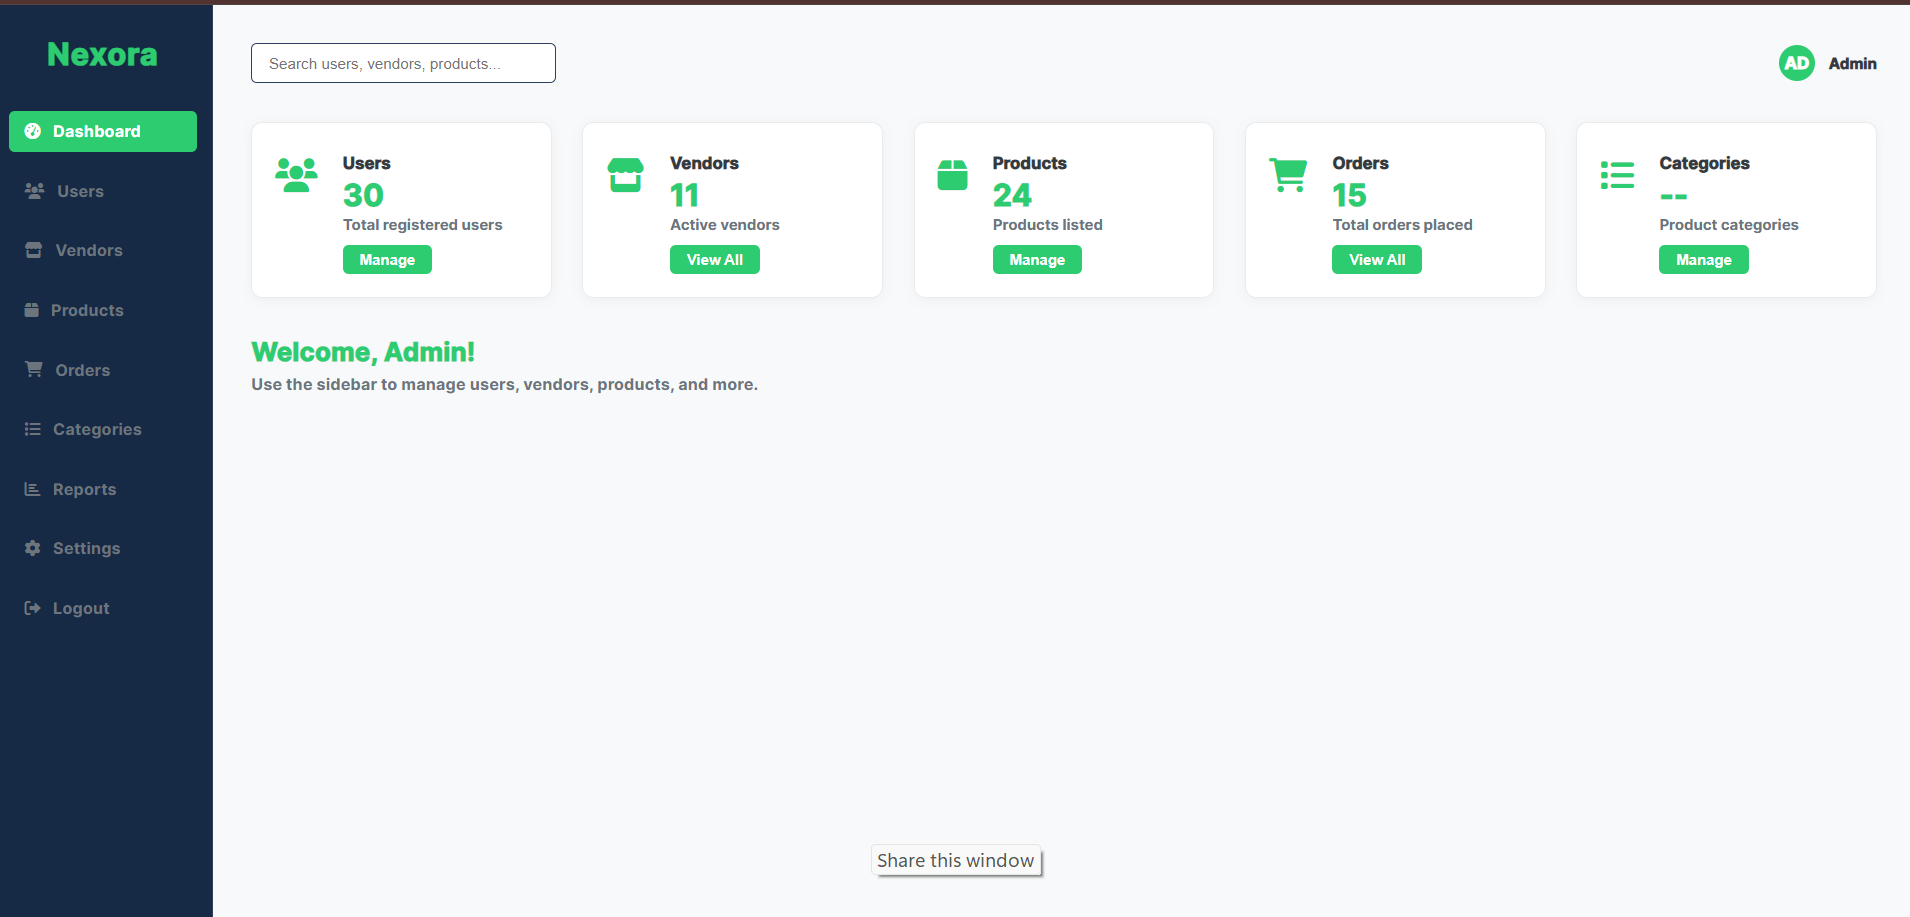 Nexora
Dashboard
Users
Vendors
Products
Orders
Categories
Reports
Settings
Logout
Search users, vendors, products...
AD Admin
Users
30
Total registered users
Manage
Vendors
11
Active vendors
View All
Products
24
Products listed
Manage
Orders
15
Total orders placed
View All
Categories
--
Product categories
Manage
Welcome, Admin!
Use the sidebar to manage users, vendors, products, and more.
Share this window